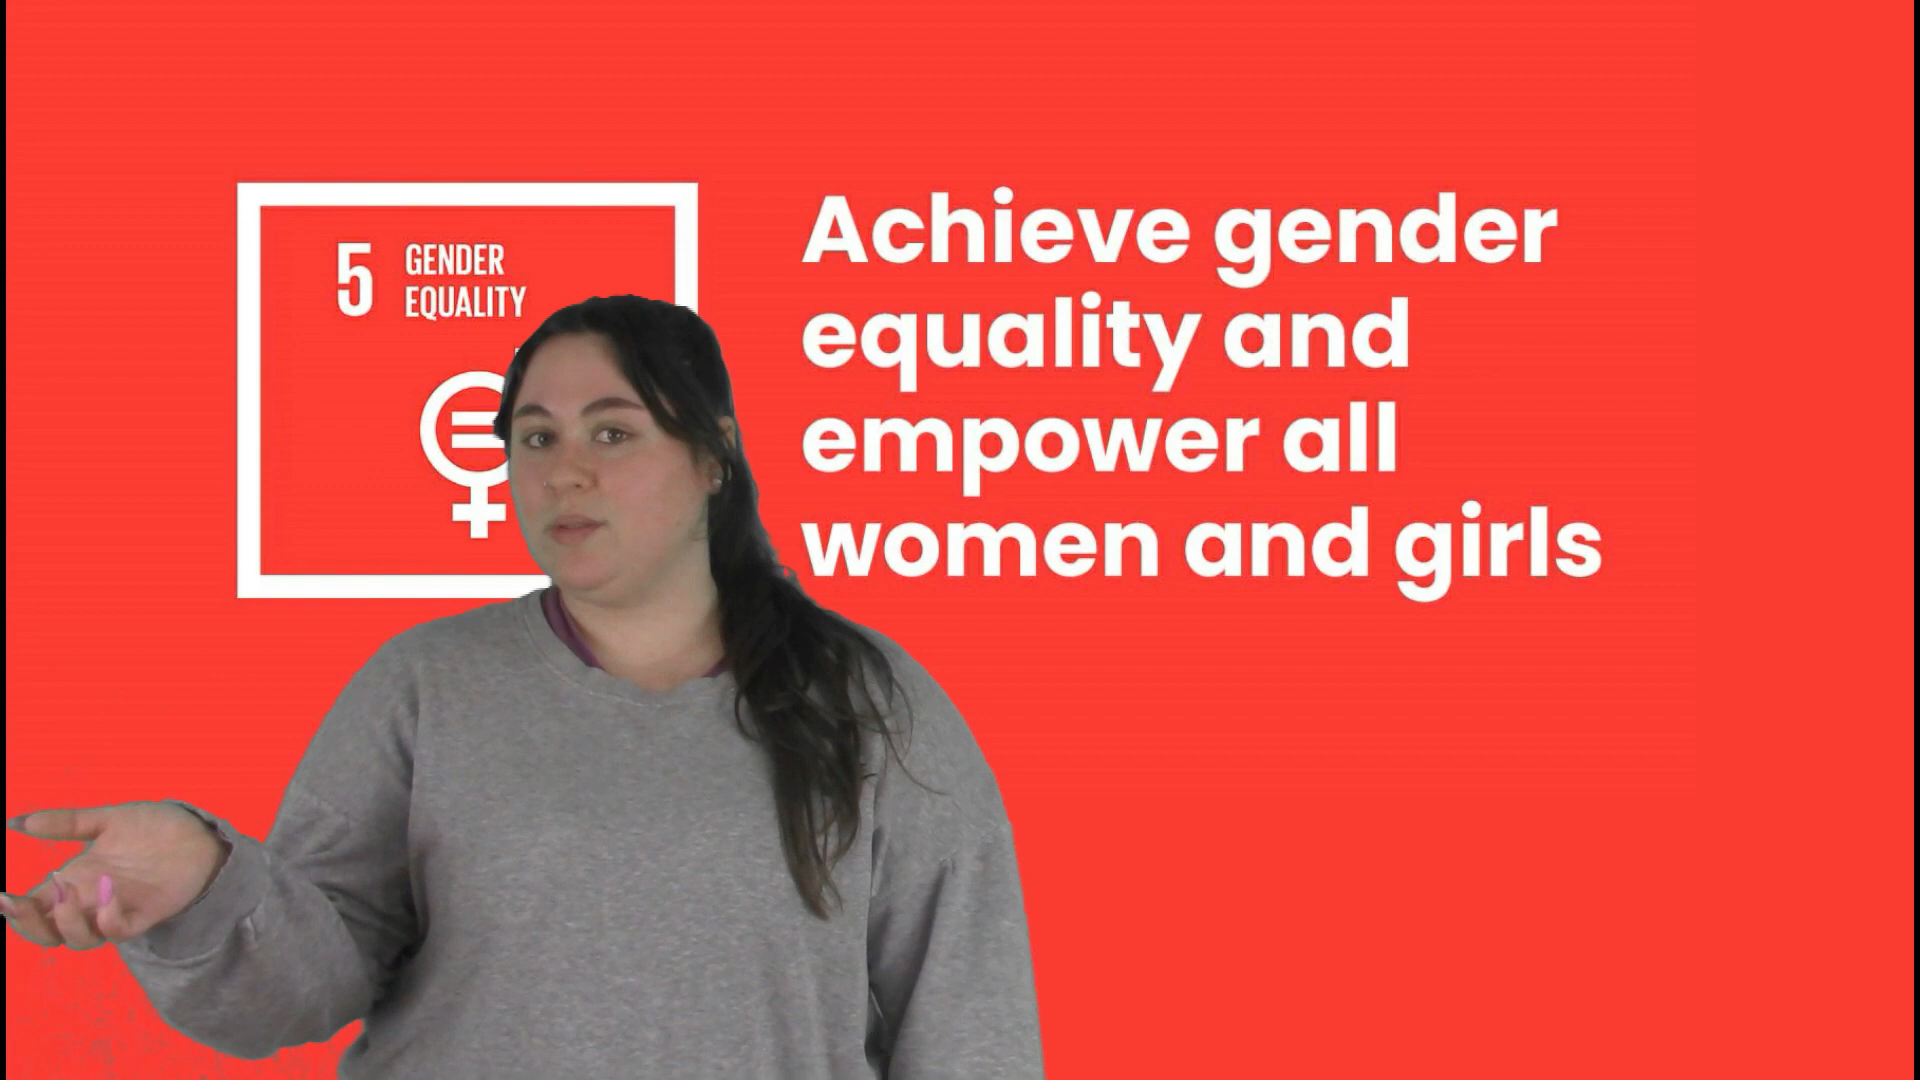 5 GENDER
EQUALITY
Achieve gender
equality and
empower all
women and girls